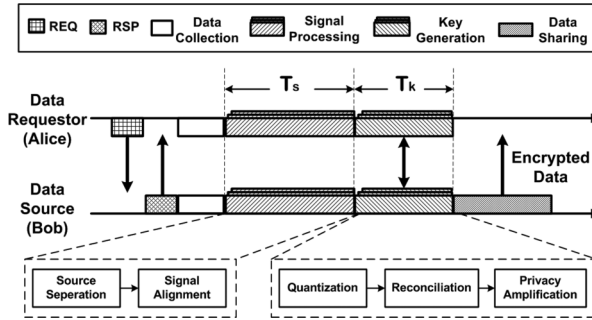 REQ
RSP
Data
Collection
Signal
Processing
Key
Generation
Data
Sharing
Ts
Tk
Data
Requestor
(Alice)
Encrypted
Data
Data
Source
(Bob)
Source
Seperation
Signal
Alignment
Quantization
Reconciliation
Privacy
Amplification